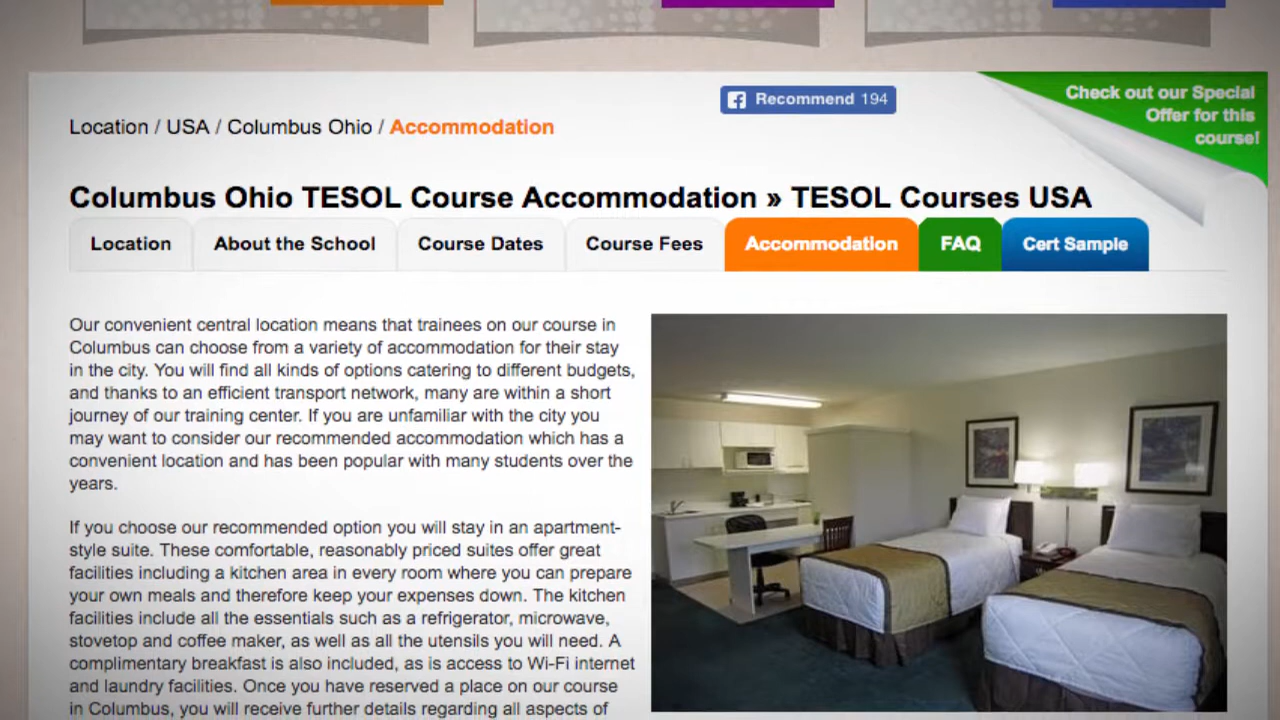 Check out our Special
Offer for this
course!
Recommend 194
Location / USA / Columbus Ohio / Accommodation
Columbus Ohio TESOL Course Accommodation » TESOL Courses USA
Location About the School Course Dates Course Fees Accommodation FAQ Cert Sample
Our convenient central location means that trainees on our course in
Columbus can choose from a variety of accommodation for their stay
in the city. You will find all kinds of options catering to different budgets,
and thanks to an efficient transport network, many are within a short
journey of our training center. If you are unfamiliar with the city you
may want to consider our recommended accommodation which has a
convenient location and has been popular with many students over the
years.
If you choose our recommended option you will stay in an apartment-
style suite. These comfortable, reasonably priced suites offer great
facilities including a kitchen area in every room where you can prepare
your own meals and therefore keep your expenses down. The kitchen
facilities include all the essentials such as a refrigerator, microwave,
stovetop and coffee maker, as well as all the utensils you will need. A
complimentary breakfast is also included, as is access to Wi-Fi internet
and laundry facilities. Once you have reserved a place on our course
in Columbus, you will receive further details regarding all aspects of